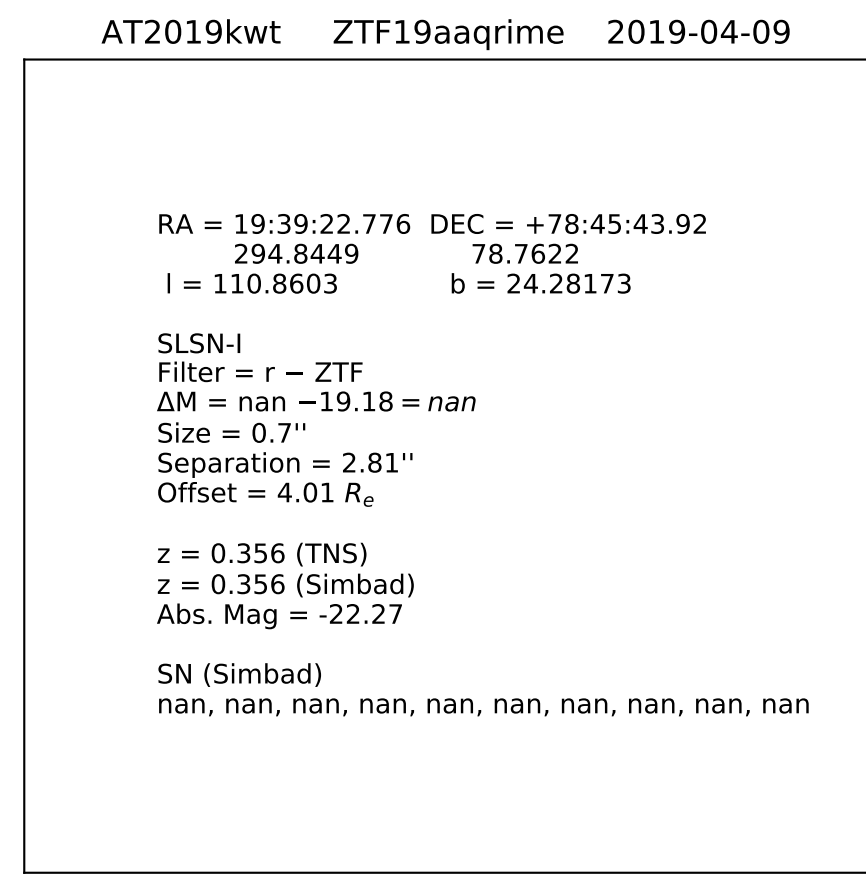 AT2019kwt ZTF19aaqrime 2019-04-09
RA = 19:39:22.776 DEC = +78:45:43.92
294.8449 78.7622
l = 110.8603 b = 24.28173
SLSN-I
Filter = r − ZTF
ΔM = nan −19.18 = nan
Size = 0.7''
Separation = 2.81''
Offset = 4.01 Rₑ
z = 0.356 (TNS)
z = 0.356 (Simbad)
Abs. Mag = -22.27
SN (Simbad)
nan, nan, nan, nan, nan, nan, nan, nan, nan, nan